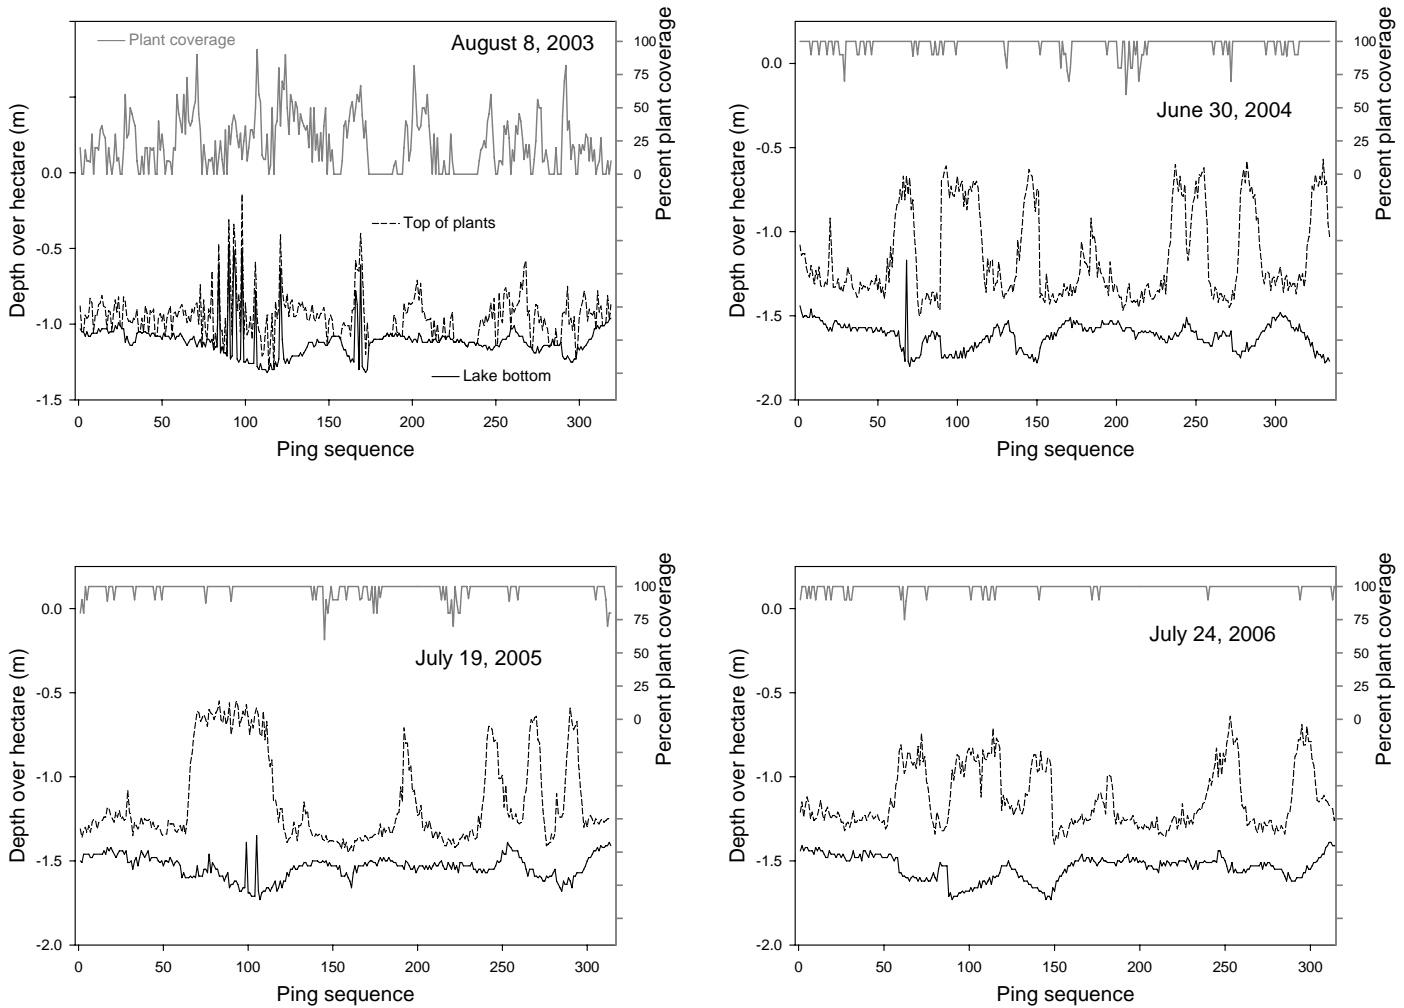 Plant coverage
August 8, 2003
Top of plants
Lake bottom
0.0
-0.5
-1.0
-1.5
100
75
50
25
0
0 50 100 150 200 250 300
Depth over hectare (m)
Percent plant coverage
Ping sequence
June 30, 2004
0.0
-0.5
-1.0
-1.5
-2.0
100
75
50
25
0
0 50 100 150 200 250 300
Depth over hectare (m)
Percent plant coverage
Ping sequence
July 19, 2005
0.0
-0.5
-1.0
-1.5
-2.0
100
75
50
25
0
0 50 100 150 200 250 300
Depth over hectare (m)
Percent plant coverage
Ping sequence
July 24, 2006
0.0
-0.5
-1.0
-1.5
-2.0
100
75
50
25
0
0 50 100 150 200 250 300
Depth over hectare (m)
Percent plant coverage
Ping sequence